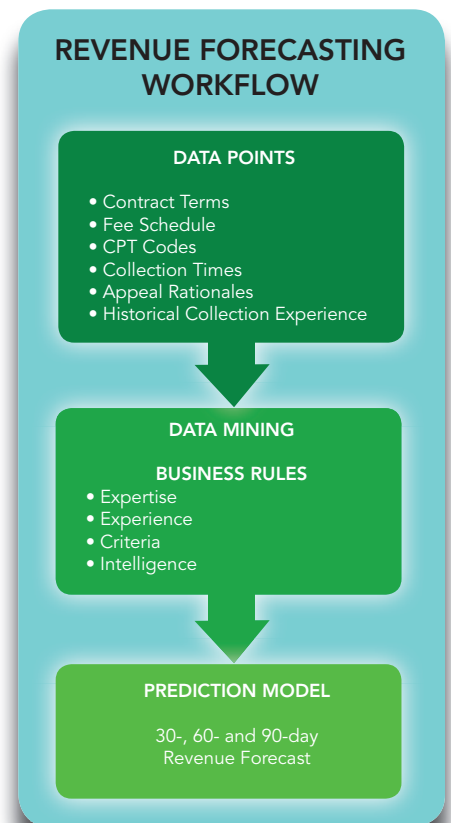 REVENUE FORECASTING
WORKFLOW
DATA POINTS
• Contract Terms
• Fee Schedule
• CPT Codes
• Collection Times
• Appeal Rationales
• Historical Collection Experience
DATA MINING
BUSINESS RULES
• Expertise
• Experience
• Criteria
• Intelligence
PREDICTION MODEL
30-, 60- and 90-day
Revenue Forecast